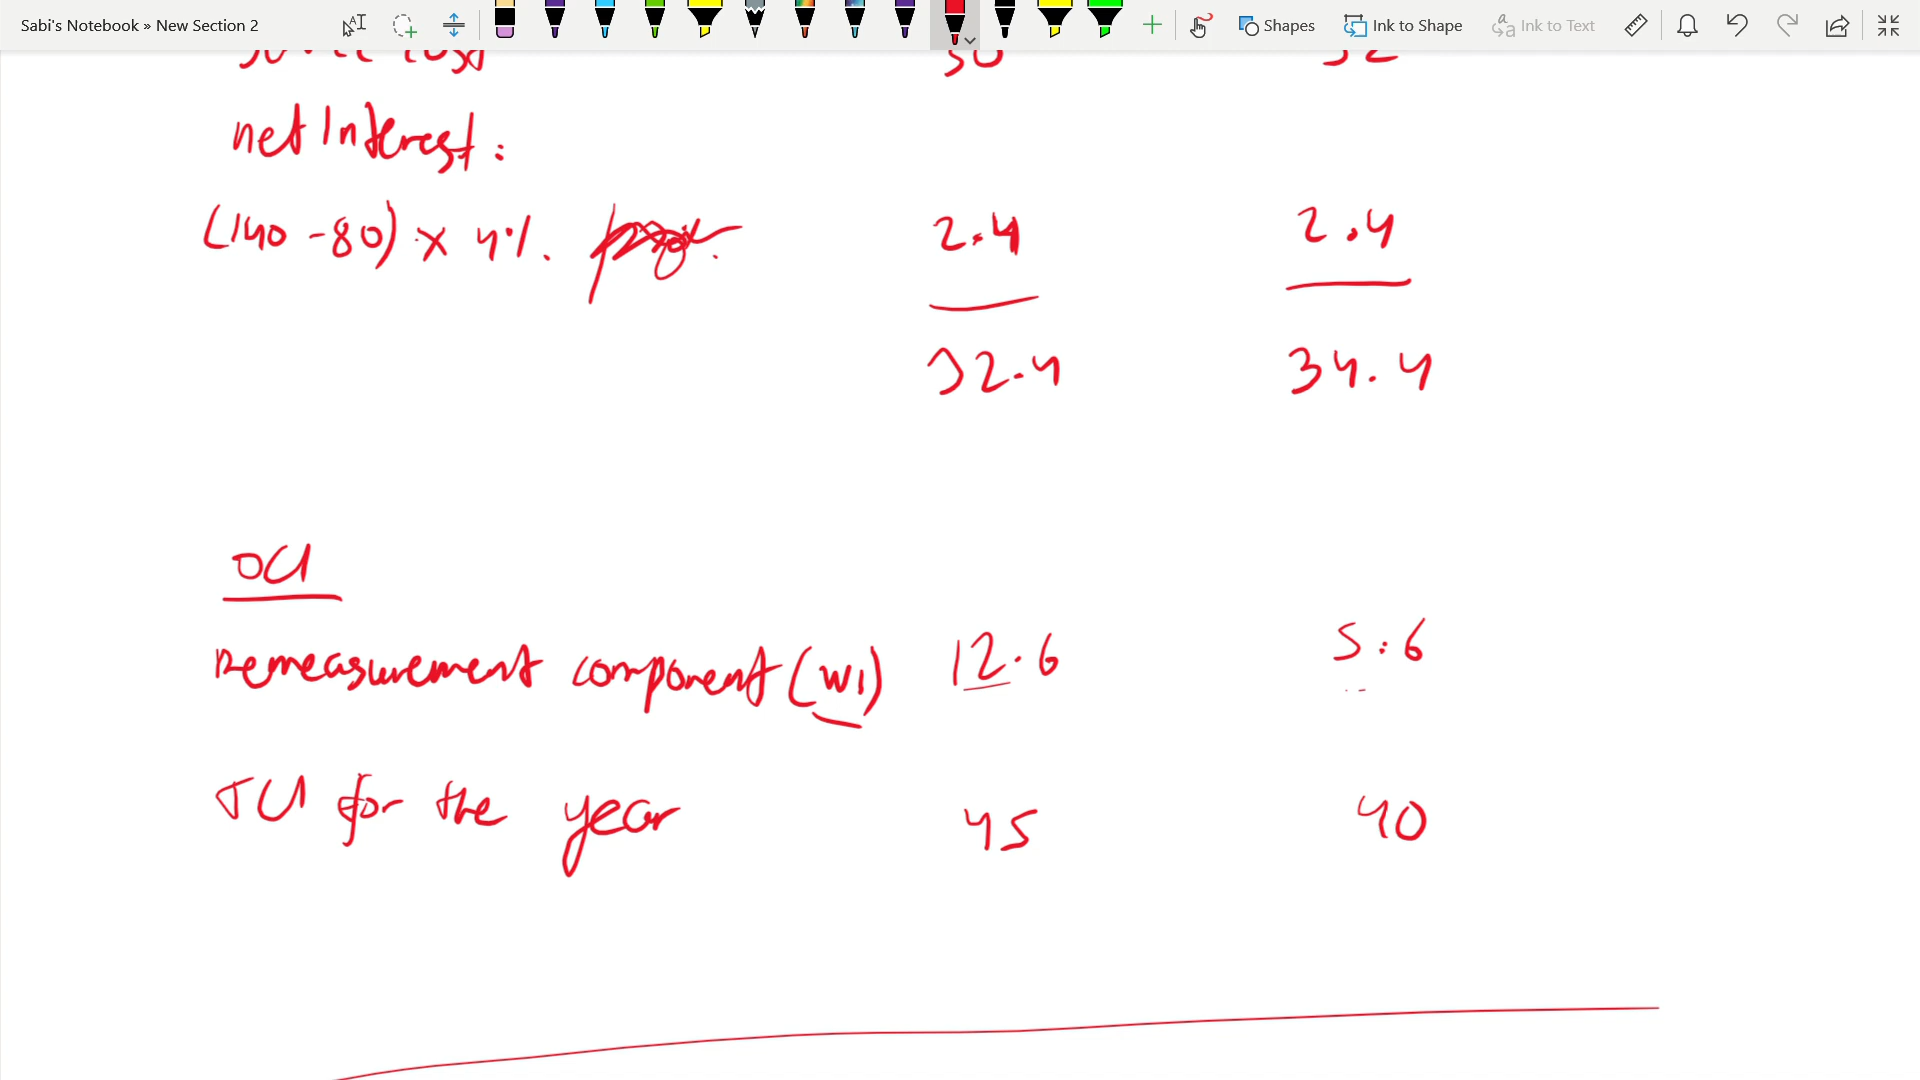 Sabi's Notebook » New Section 2
Shapes
Ink to Shape
Ink to Text
30 32
net Interest:
(140 - 80) × 4%. 2.4 2.4
32.4 34.4
OCI
Remeasurement component (W1) 12.6 5.6
TCI for the year 45 40